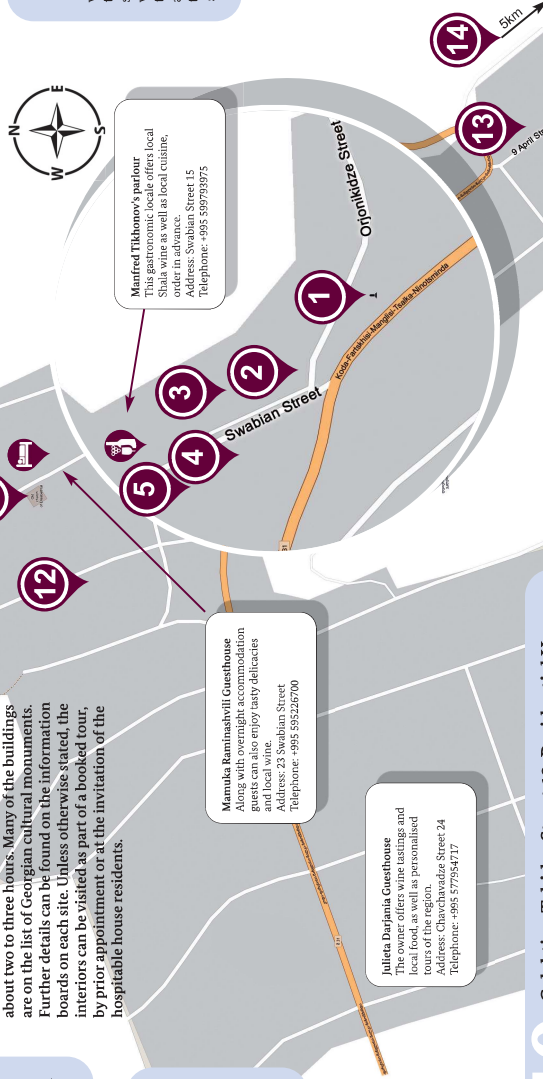 about two to three hours. Many of the buildings
are on the list of Georgian cultural monuments.
Further details can be found on the information
boards on each site. Unless otherwise stated, the
interiors can be visited as part of a booked tour,
by prior appointment or at the invitation of the
hospitable house residents.
N
E
S
W
Manfred Tikhonov's parlour
This gastronomic locale offers local
Shala wine as well as local cuisine,
order in advance.
Address: Swabian Street 15
Telephone: +995 599793975
Mamuka Raminashvili Guesthouse
Along with overnight accommodation
guests can also enjoy tasty delicacies
and local wine.
Address: 23 Swabian Street
Telephone: +995 595226700
Julieta Darjania Guesthouse
The owner offers wine tastings and
local food, as well as personalised
tours of the region.
Address: Chavchavadze Street 24
Telephone: +995 577954717
12
5
4
3
2
1
13
14
5km
Swabian Street
Orjonikidze Street
Koda-Fartskhisi-Manglisi-Tsalka-Ninotsminda
9 April